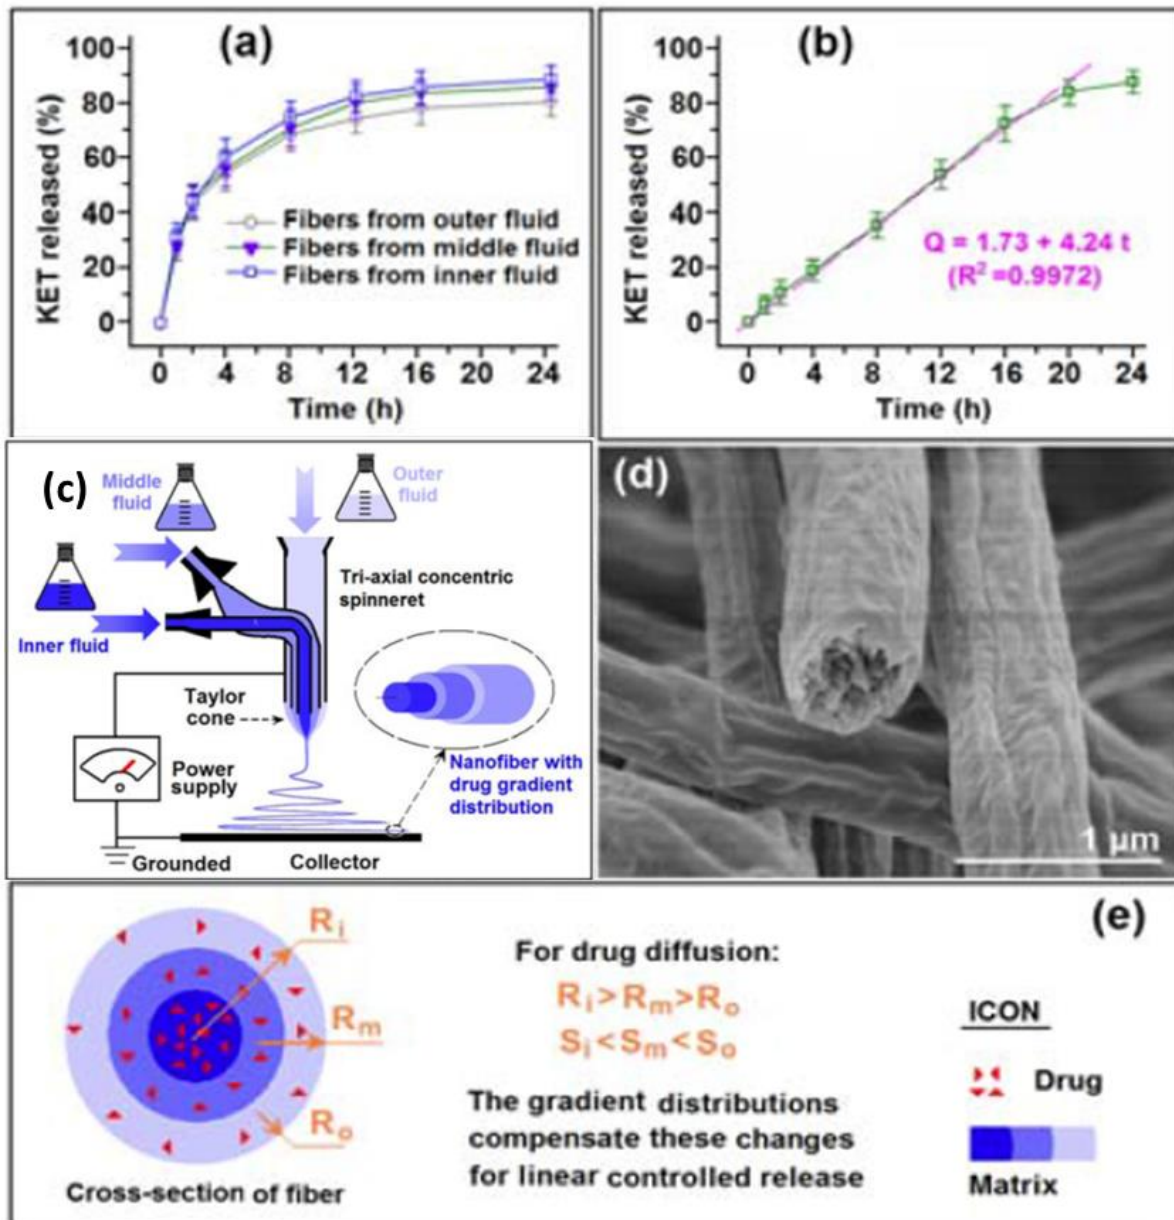 (a)
100
80
60
40
20
0
KET released (%)
Fibers from outer fluid
Fibers from middle fluid
Fibers from inner fluid
0 4 8 12 16 20 24
Time (h)
(b)
100
80
60
40
20
0
KET released (%)
Q = 1.73 + 4.24 t
(R² =0.9972)
0 4 8 12 16 20 24
Time (h)
(c)
Middle
fluid
Outer
fluid
Inner fluid
Tri-axial concentric
spinneret
Taylor
cone
Power
supply
Nanofiber with
drug gradient
distribution
Grounded
Collector
(d)
1 µm
(e)
Rᵢ
Rₘ
Rₒ
Cross-section of fiber
For drug diffusion:
Rᵢ>Rₘ>Rₒ
Sᵢ<Sₘ<Sₒ
The gradient distributions
compensate these changes
for linear controlled release
ICON
Drug
Matrix